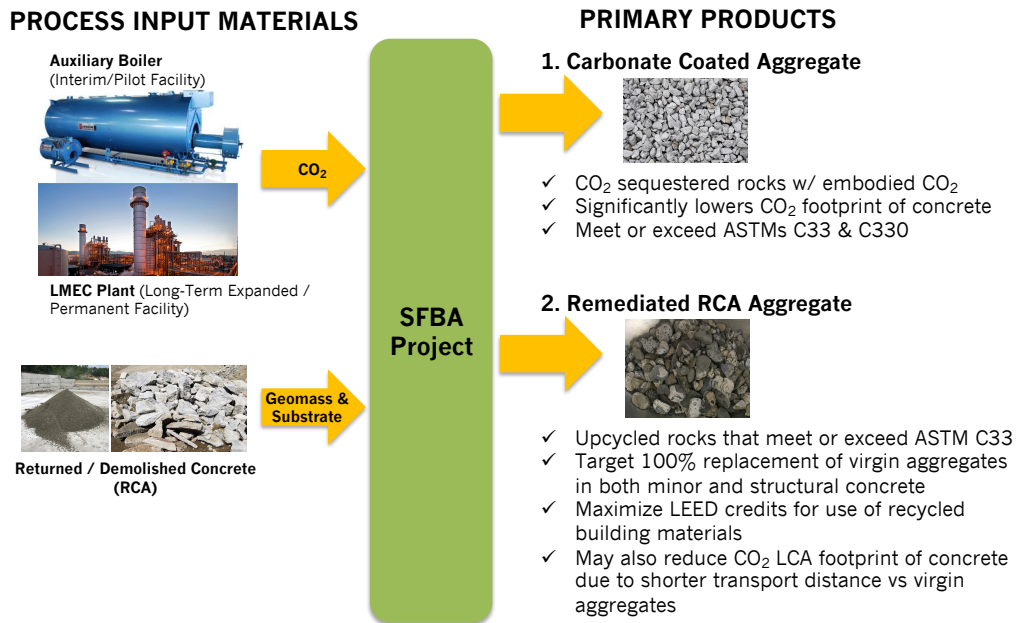 PROCESS INPUT MATERIALS
Auxiliary Boiler
(Interim/Pilot Facility)
CO₂
LMEC Plant (Long-Term Expanded /
Permanent Facility)
Geomass &
Substrate
Returned / Demolished Concrete
(RCA)
SFBA
Project
PRIMARY PRODUCTS
1. Carbonate Coated Aggregate
✓ CO₂ sequestered rocks w/ embodied CO₂
✓ Significantly lowers CO₂ footprint of concrete
✓ Meet or exceed ASTMs C33 & C330
2. Remediated RCA Aggregate
✓ Upcycled rocks that meet or exceed ASTM C33
✓ Target 100% replacement of virgin aggregates
in both minor and structural concrete
✓ Maximize LEED credits for use of recycled
building materials
✓ May also reduce CO₂ LCA footprint of concrete
due to shorter transport distance vs virgin
aggregates